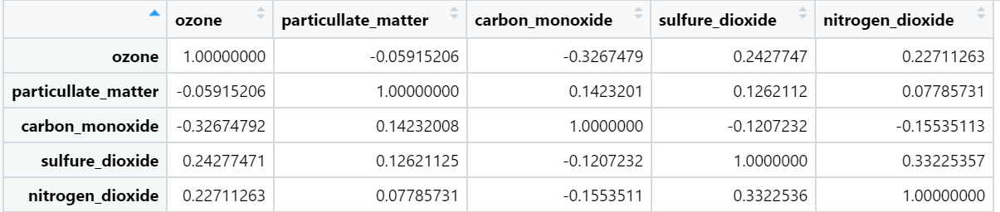 ozone particullate_matter carbon_monoxide sulfure_dioxide nitrogen_dioxide
ozone 1.00000000 -0.05915206 -0.3267479 0.2427747 0.22711263
particullate_matter -0.05915206 1.00000000 0.1423201 0.1262112 0.07785731
carbon_monoxide -0.32674792 0.14232008 1.0000000 -0.1207232 -0.15535113
sulfure_dioxide 0.24277471 0.12621125 -0.1207232 1.0000000 0.33225357
nitrogen_dioxide 0.22711263 0.07785731 -0.1553511 0.3322536 1.00000000